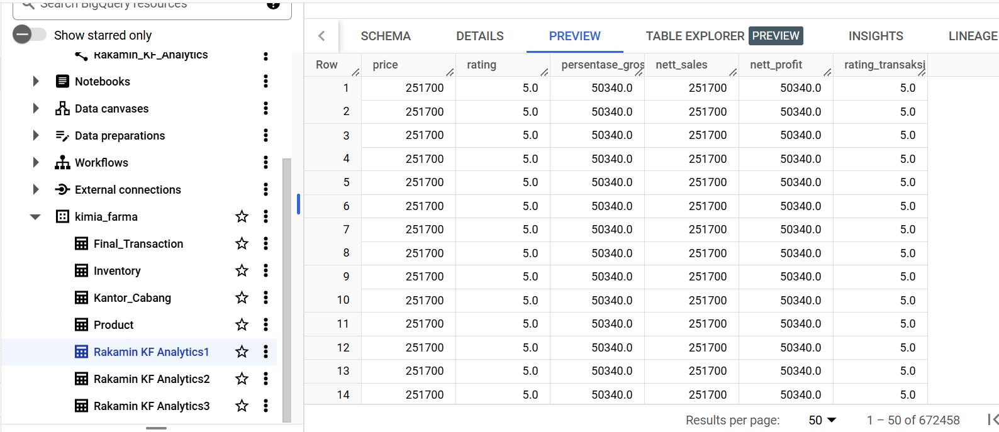 Search BigQuery resources
Show starred only
Rakamin_KF_Analytics
Notebooks
Data canvases
Data preparations
Workflows
External connections
kimia_farma
Final_Transaction
Inventory
Kantor_Cabang
Product
Rakamin KF Analytics1
Rakamin KF Analytics2
Rakamin KF Analytics3
SCHEMA DETAILS PREVIEW TABLE EXPLORER PREVIEW INSIGHTS LINEAGE
Row price rating persentase_gros nett_sales nett_profit rating_transaksi
1 251700 5.0 50340.0 251700 50340.0 5.0
2 251700 5.0 50340.0 251700 50340.0 5.0
3 251700 5.0 50340.0 251700 50340.0 5.0
4 251700 5.0 50340.0 251700 50340.0 5.0
5 251700 5.0 50340.0 251700 50340.0 5.0
6 251700 5.0 50340.0 251700 50340.0 5.0
7 251700 5.0 50340.0 251700 50340.0 5.0
8 251700 5.0 50340.0 251700 50340.0 5.0
9 251700 5.0 50340.0 251700 50340.0 5.0
10 251700 5.0 50340.0 251700 50340.0 5.0
11 251700 5.0 50340.0 251700 50340.0 5.0
12 251700 5.0 50340.0 251700 50340.0 5.0
13 251700 5.0 50340.0 251700 50340.0 5.0
14 251700 5.0 50340.0 251700 50340.0 5.0
Results per page: 50 1 – 50 of 672458